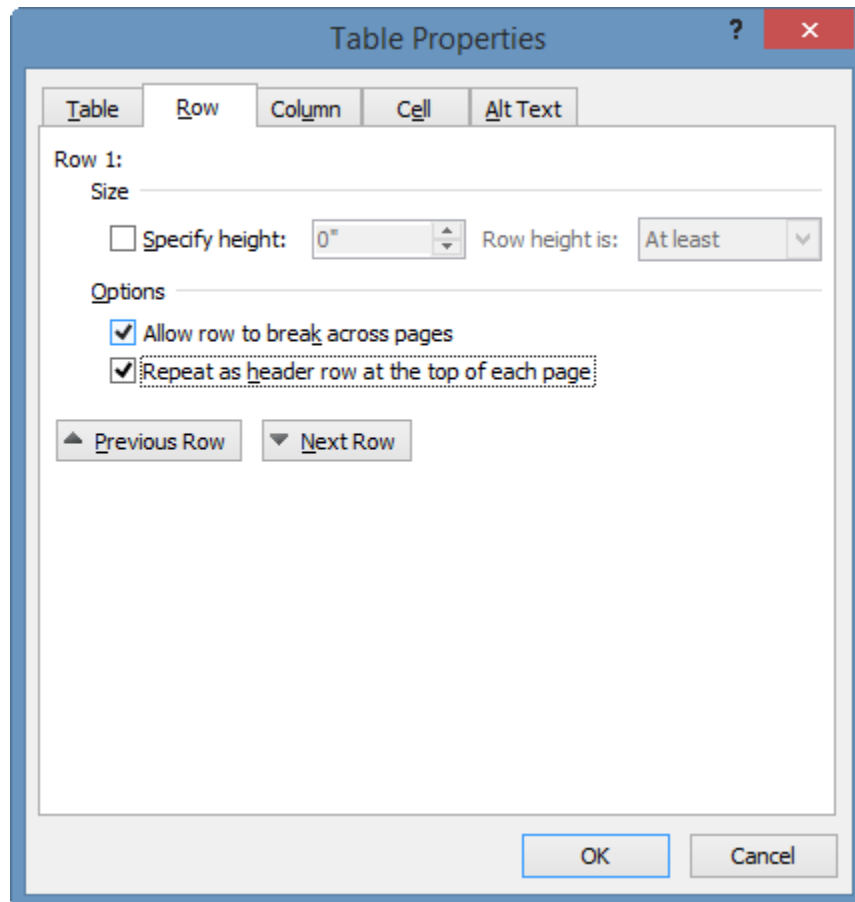 Table Properties ?
Table Row Column Cell Alt Text
Row 1:
Size
Specify height: 0" Row height is: At least
Options
Allow row to break across pages
Repeat as header row at the top of each page
Previous Row Next Row
OK Cancel